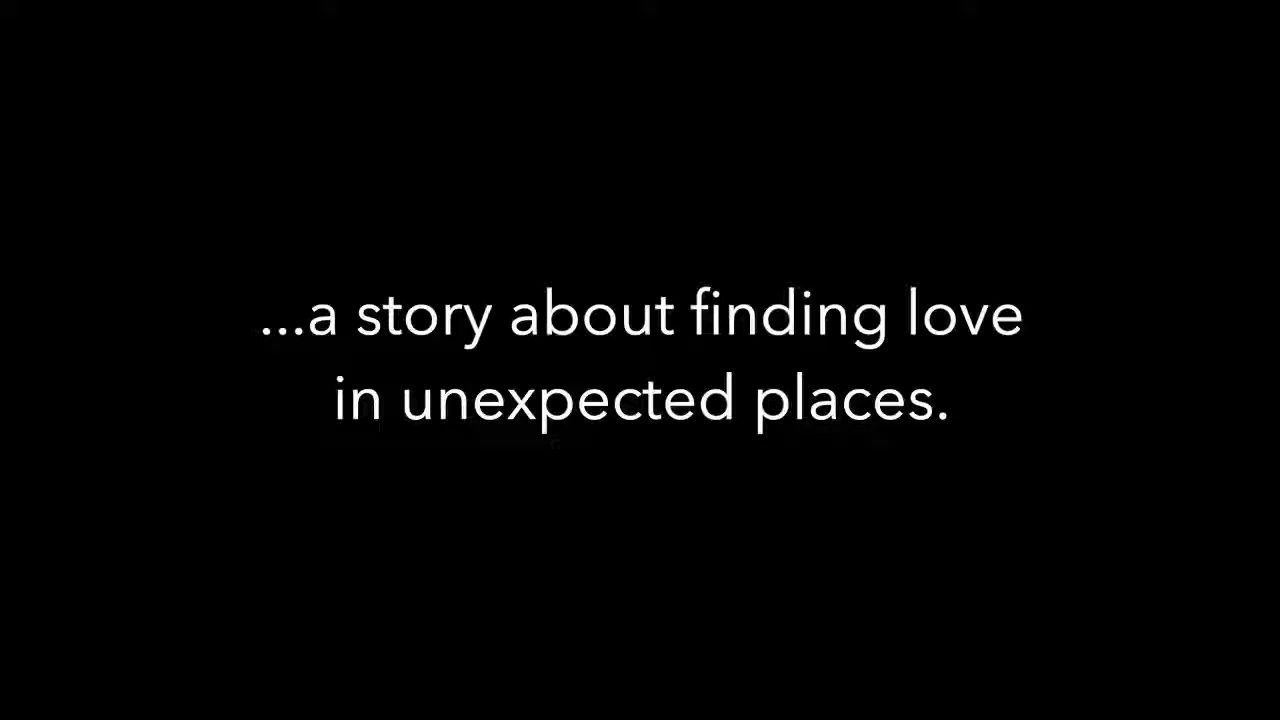 ...a story about finding love
in unexpected places.